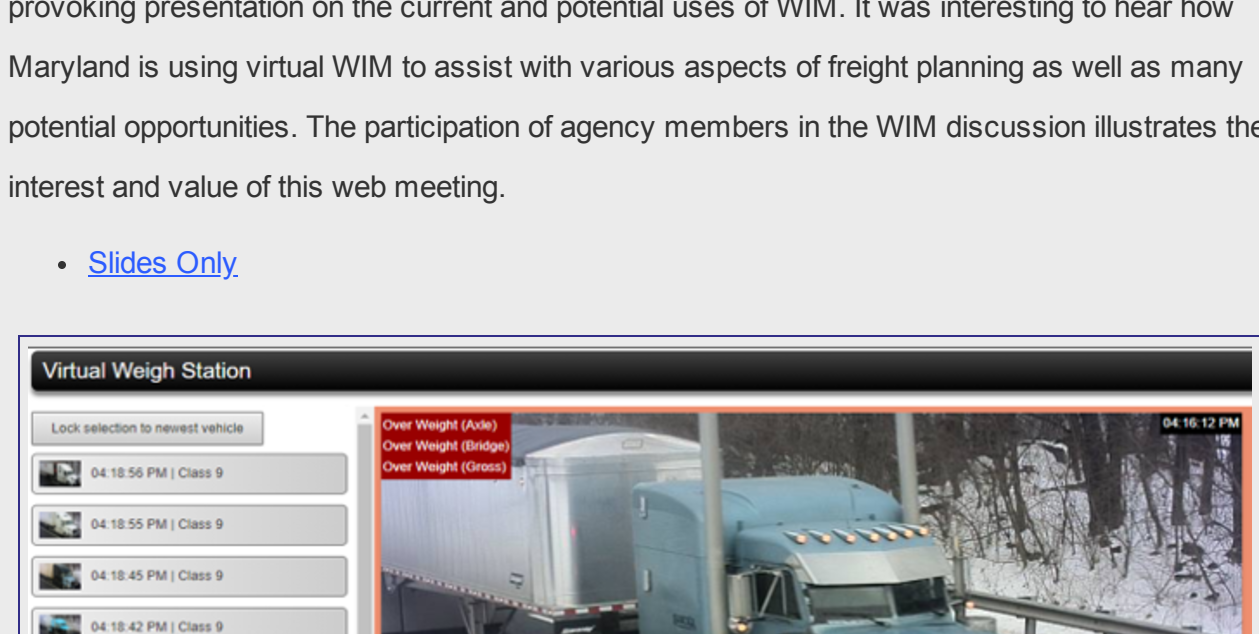 provoking presentation on the current and potential uses of WIM. It was interesting to hear how
Maryland is using virtual WIM to assist with various aspects of freight planning as well as many
potential opportunities. The participation of agency members in the WIM discussion illustrates the
interest and value of this web meeting.
• Slides Only
Virtual Weigh Station
Lock selection to newest vehicle
04:18:56 PM | Class 9
04:18:55 PM | Class 9
04:18:45 PM | Class 9
04:18:42 PM | Class 9
Over Weight (Axle)
Over Weight (Bridge)
Over Weight (Gross)
04:16:12 PM